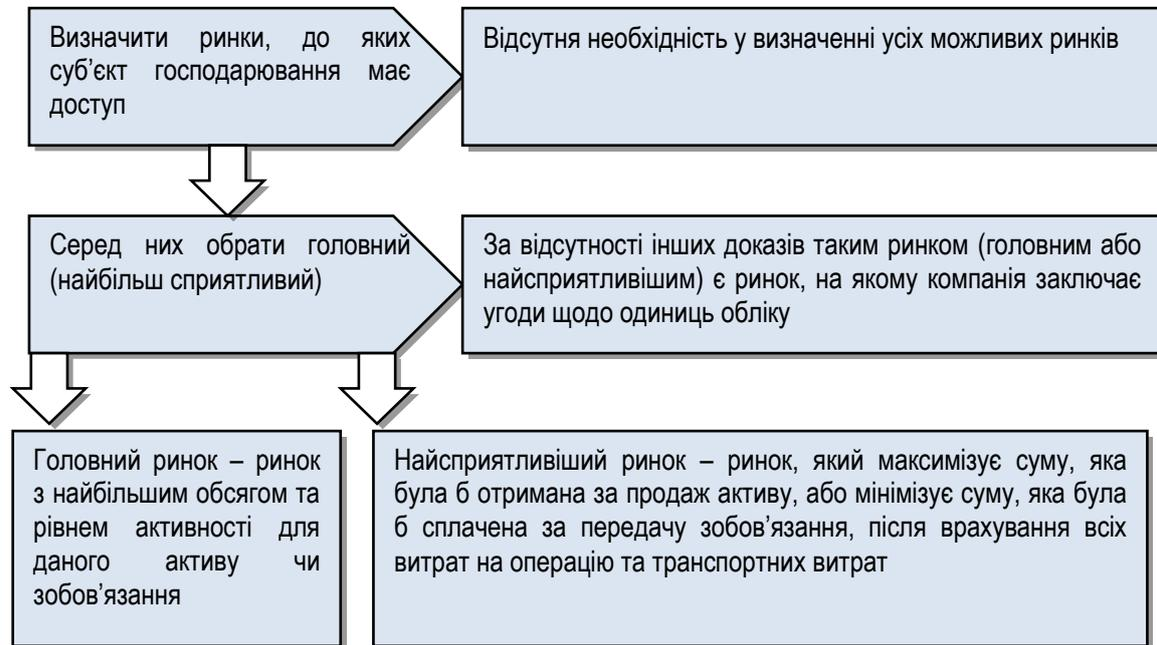 Визначити ринки, до яких
суб’єкт господарювання має
доступ
Відсутня необхідність у визначенні усіх можливих ринків
Серед них обрати головний
(найбільш сприятливий)
За відсутності інших доказів таким ринком (головним або
найсприятливішим) є ринок, на якому компанія заключає
угоди щодо одиниць обліку
Головний ринок – ринок
з найбільшим обсягом та
рівнем активності для
даного активу чи
зобов’язання
Найсприятливіший ринок – ринок, який максимізує суму, яка
була б отримана за продаж активу, або мінімізує суму, яка була
б сплачена за передачу зобов’язання, після врахування всіх
витрат на операцію та транспортних витрат